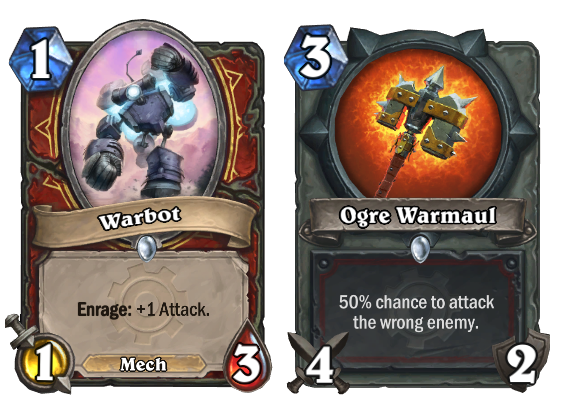 1
Warbot
Enrage: +1 Attack.
1
Mech
3
3
Ogre Warmaul
50% chance to attack
the wrong enemy.
4
2